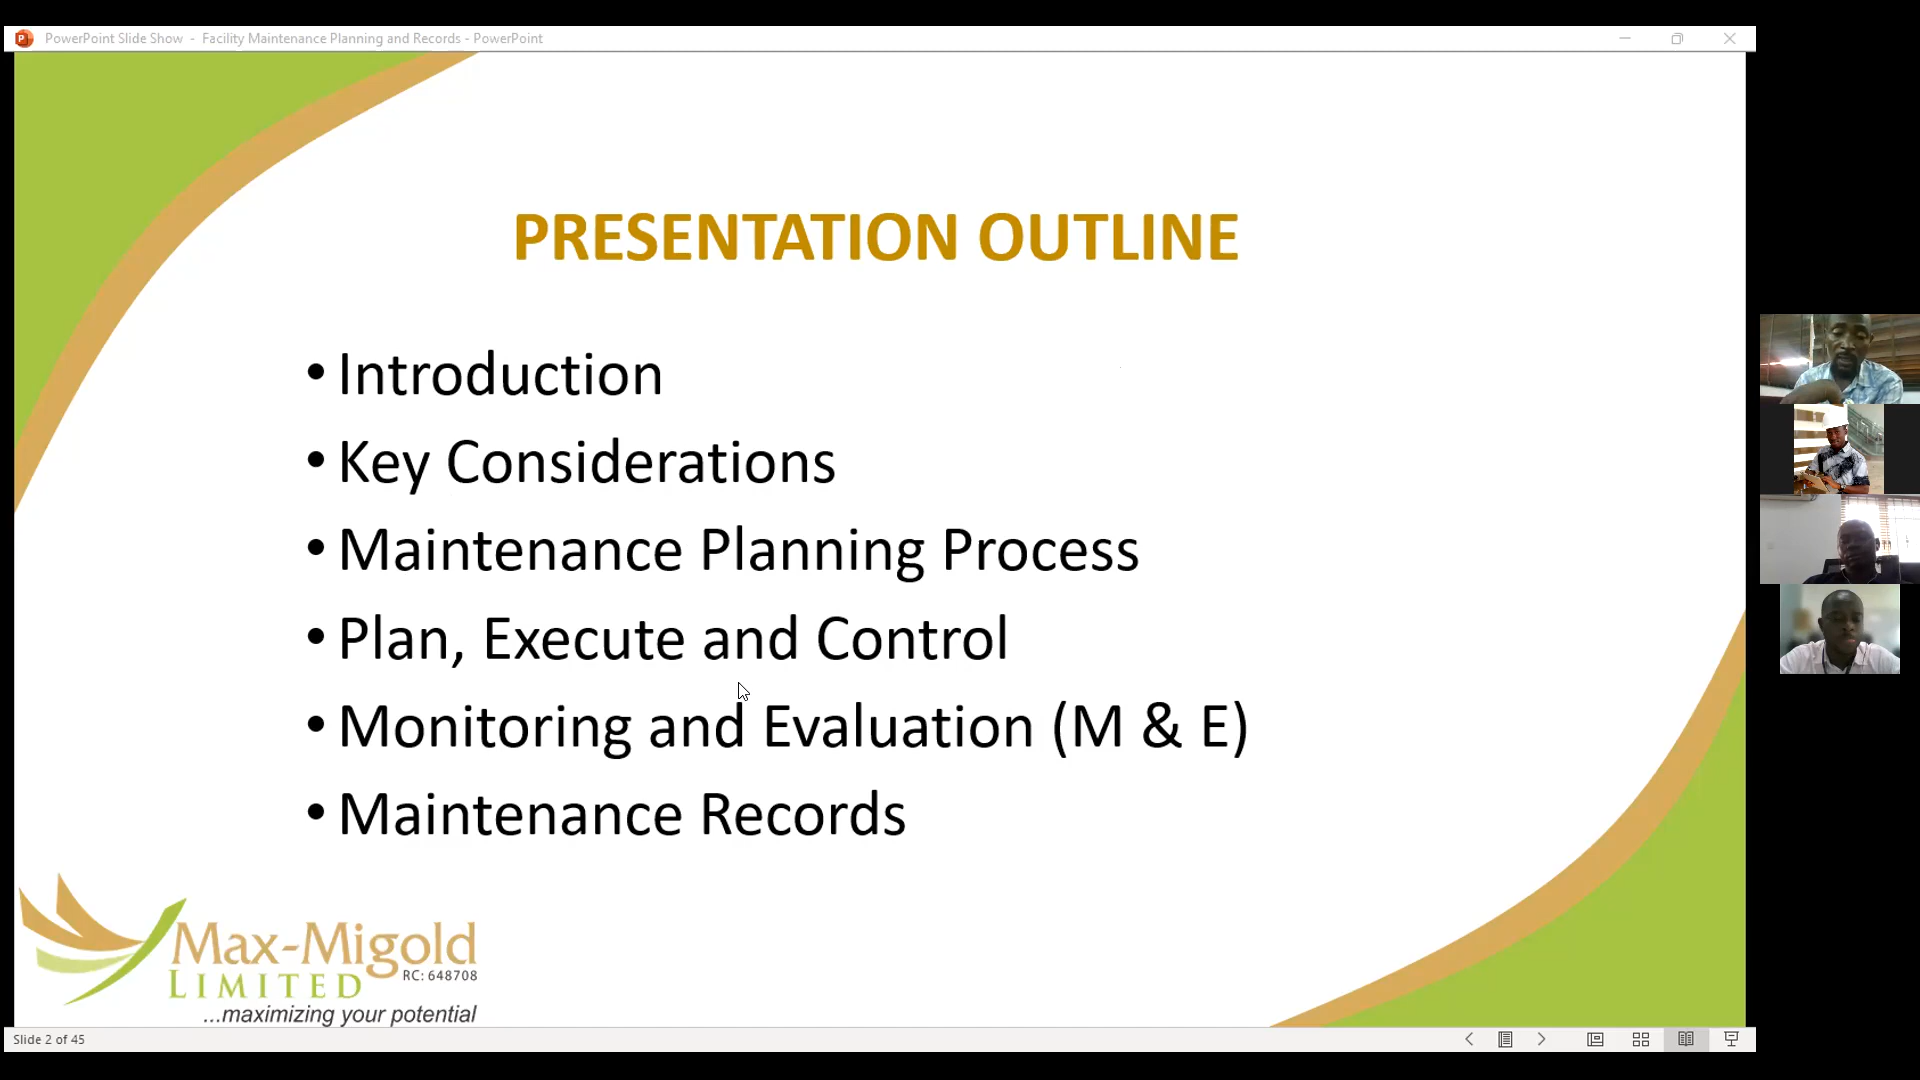 PowerPoint Slide Show - Facility Maintenance Planning and Records - PowerPoint
PRESENTATION OUTLINE
• Introduction
• Key Considerations
• Maintenance Planning Process
• Plan, Execute and Control
• Monitoring and Evaluation (M & E)
• Maintenance Records
Max-Migold
LIMITED RC: 648708
...maximizing your potential
Slide 2 of 45